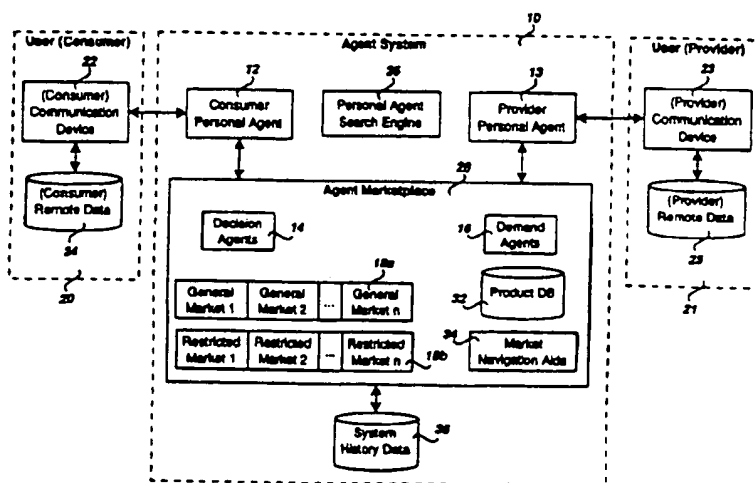 User (Consumer)
22
(Consumer)
Communication
Device
(Consumer)
Remote Data
20
Agent System
10
12
Consumer
Personal Agent
Personal Agent
Search Engine
13
Provider
Personal Agent
Agent Marketplace
Decision
Agents
14
16
Demand
Agents
18a
General
Market 1
General
Market 2
...
General
Market n
32
Product DB
Restricted
Market 1
Restricted
Market 2
...
Restricted
Market n
18b
34
Market
Navigation Aids
System
History Data
User (Provider)
23
(Provider)
Communication
Device
(Provider)
Remote Data
21